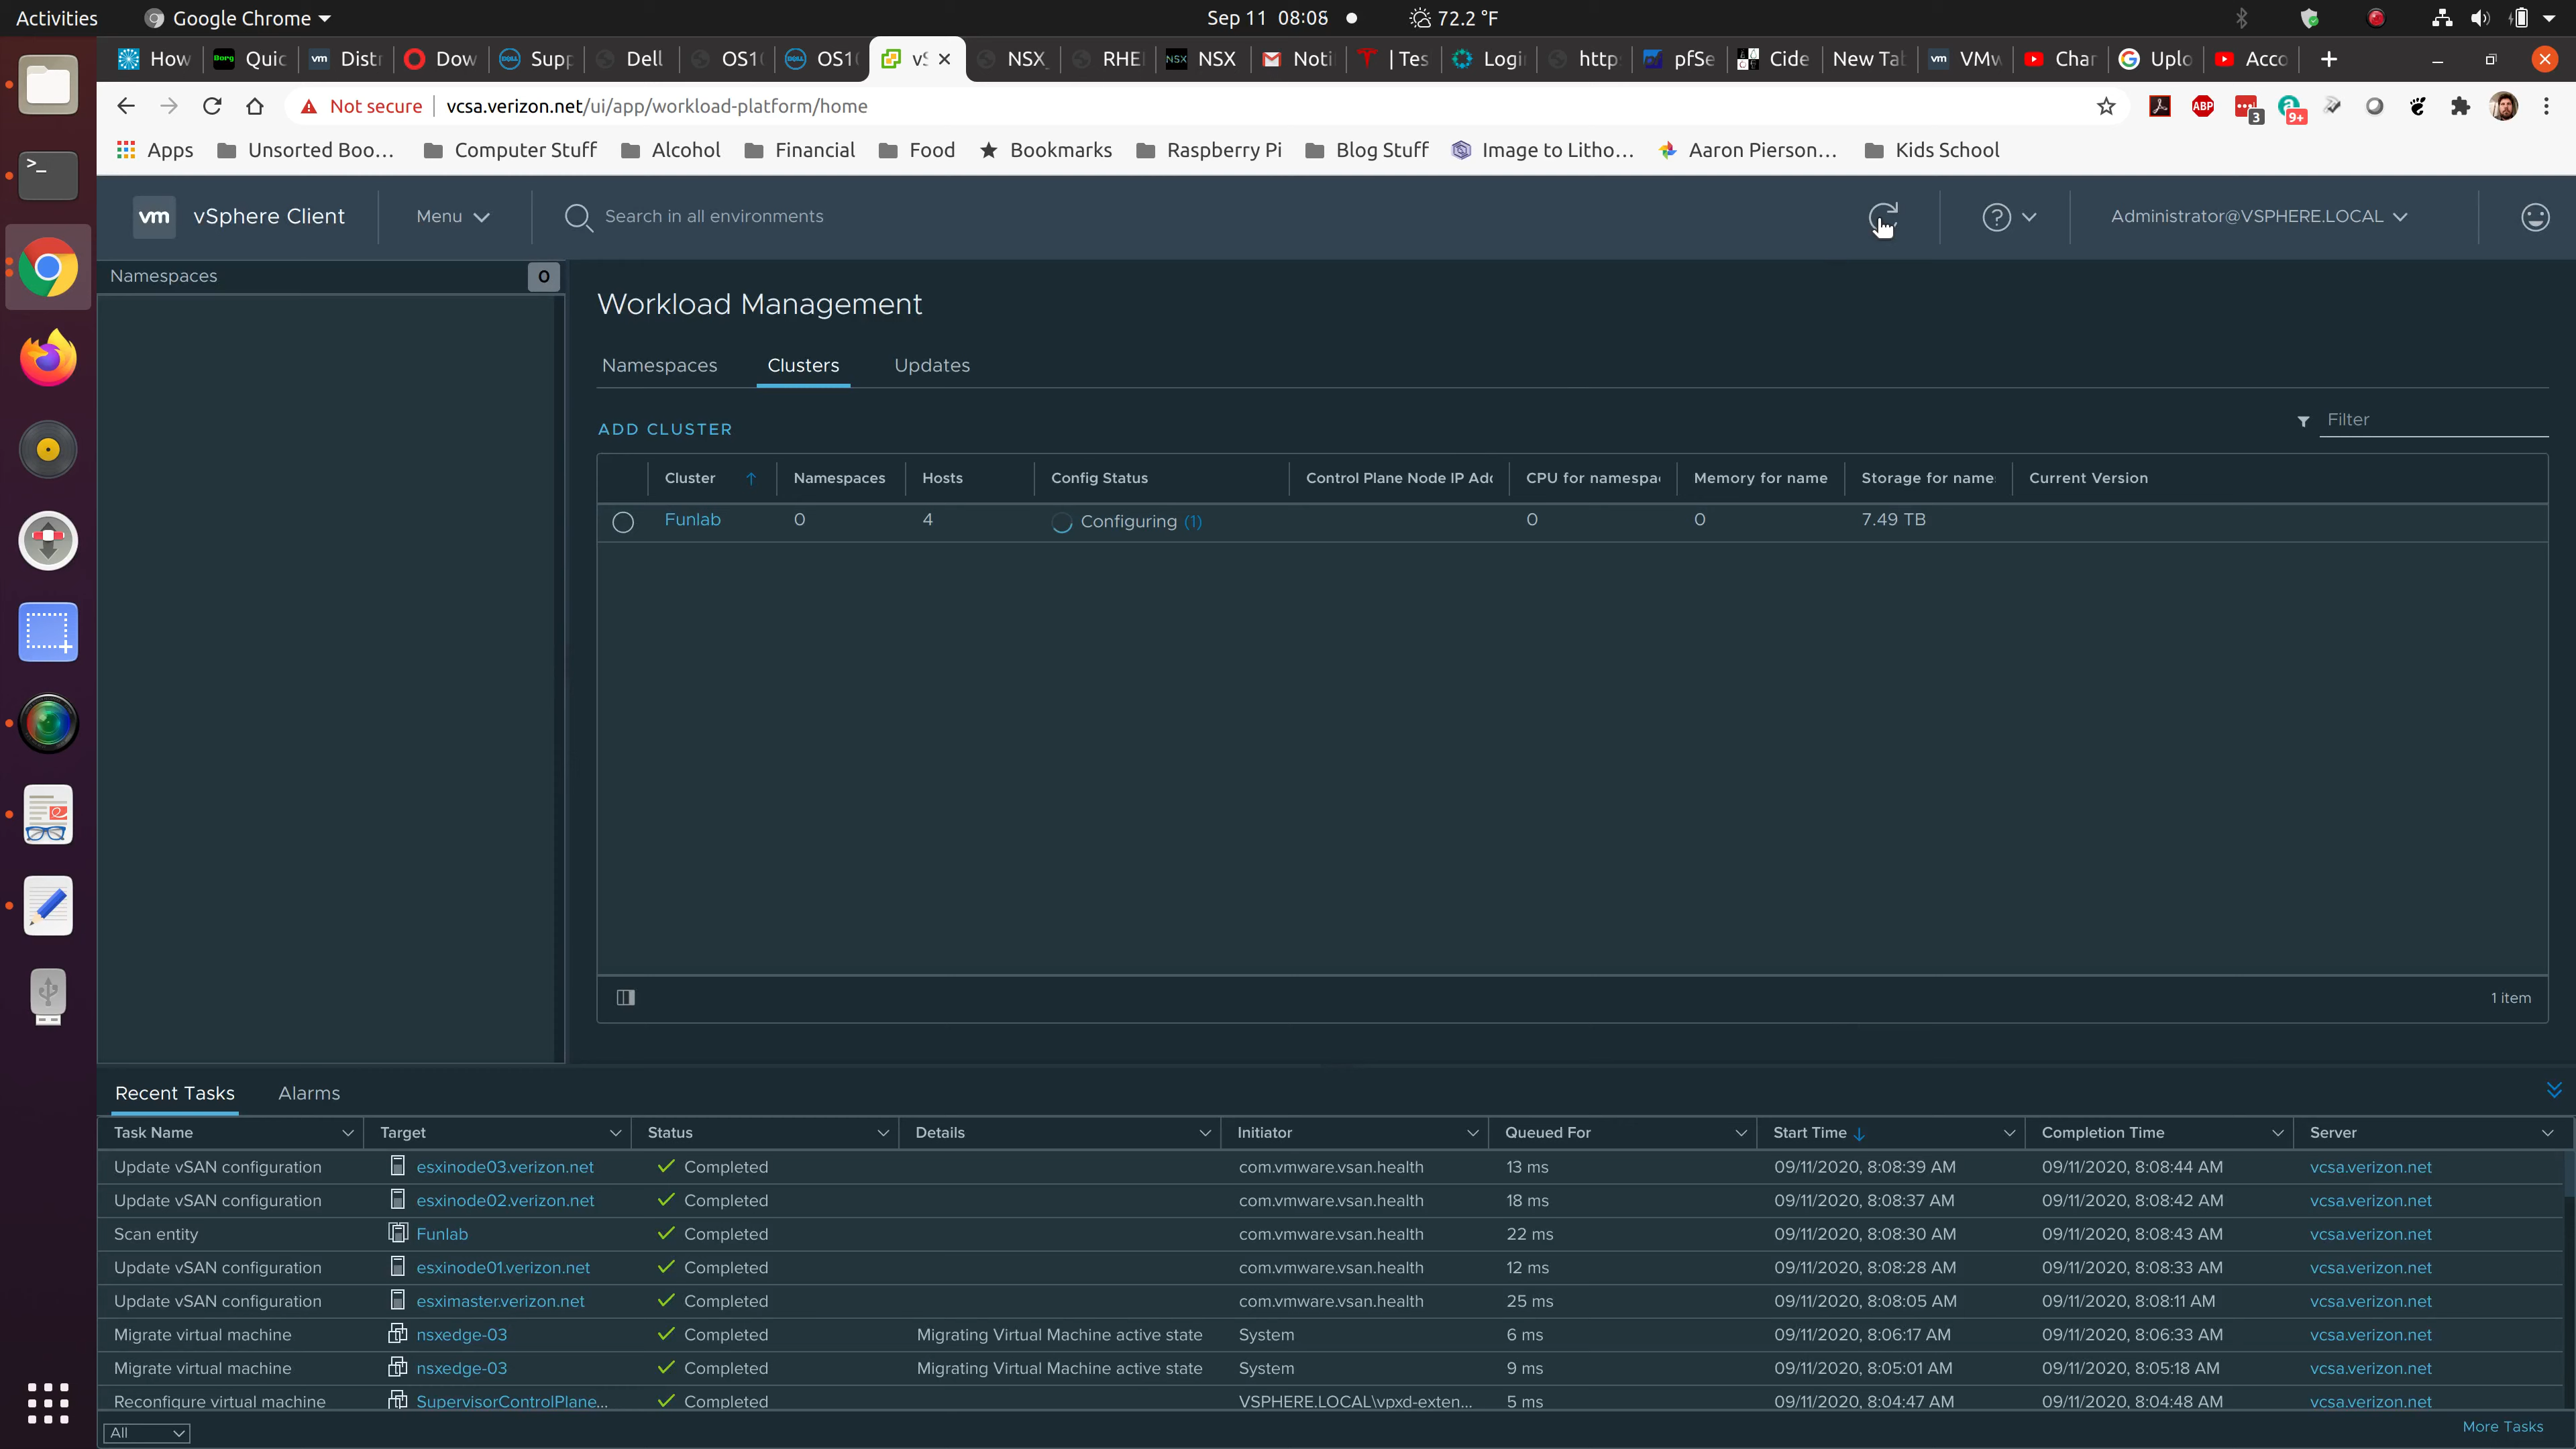 Activities Google Chrome Sep 11 08:08 72.2 °F
How Quic Distr Dow Supp Dell OS1 OS1 vS NSX RHE NSX Noti | Tes Logi http pfSe Cide New Tab VMw Char Uplo Acco
Not secure vcsa.verizon.net/ui/app/workload-platform/home ABP 3 9+
Apps Unsorted Boo... Computer Stuff Alcohol Financial Food Bookmarks Raspberry Pi Blog Stuff Image to Litho... Aaron Pierson... Kids School
vm vSphere Client Menu Search in all environments Administrator@VSPHERE.LOCAL
Namespaces 0
Workload Management
Namespaces Clusters Updates
ADD CLUSTER Filter
Cluster Namespaces Hosts Config Status Control Plane Node IP Add CPU for namespa Memory for name Storage for name Current Version
Funlab 0 4 Configuring (1) 0 0 7.49 TB
1 item
Recent Tasks Alarms
Task Name Target Status Details Initiator Queued For Start Time Completion Time Server
Update vSAN configuration esxinode03.verizon.net Completed com.vmware.vsan.health 13 ms 09/11/2020, 8:08:39 AM 09/11/2020, 8:08:44 AM vcsa.verizon.net
Update vSAN configuration esxinode02.verizon.net Completed com.vmware.vsan.health 18 ms 09/11/2020, 8:08:37 AM 09/11/2020, 8:08:42 AM vcsa.verizon.net
Scan entity Funlab Completed com.vmware.vsan.health 22 ms 09/11/2020, 8:08:30 AM 09/11/2020, 8:08:43 AM vcsa.verizon.net
Update vSAN configuration esxinode01.verizon.net Completed com.vmware.vsan.health 12 ms 09/11/2020, 8:08:28 AM 09/11/2020, 8:08:33 AM vcsa.verizon.net
Update vSAN configuration esximaster.verizon.net Completed com.vmware.vsan.health 25 ms 09/11/2020, 8:08:05 AM 09/11/2020, 8:08:11 AM vcsa.verizon.net
Migrate virtual machine nsxedge-03 Completed Migrating Virtual Machine active state System 6 ms 09/11/2020, 8:06:17 AM 09/11/2020, 8:06:33 AM vcsa.verizon.net
Migrate virtual machine nsxedge-03 Completed Migrating Virtual Machine active state System 9 ms 09/11/2020, 8:05:01 AM 09/11/2020, 8:05:18 AM vcsa.verizon.net
Reconfigure virtual machine SupervisorControlPlane... Completed VSPHERE.LOCAL\vpxd-exten... 5 ms 09/11/2020, 8:04:47 AM 09/11/2020, 8:04:48 AM vcsa.verizon.net
All More Tasks